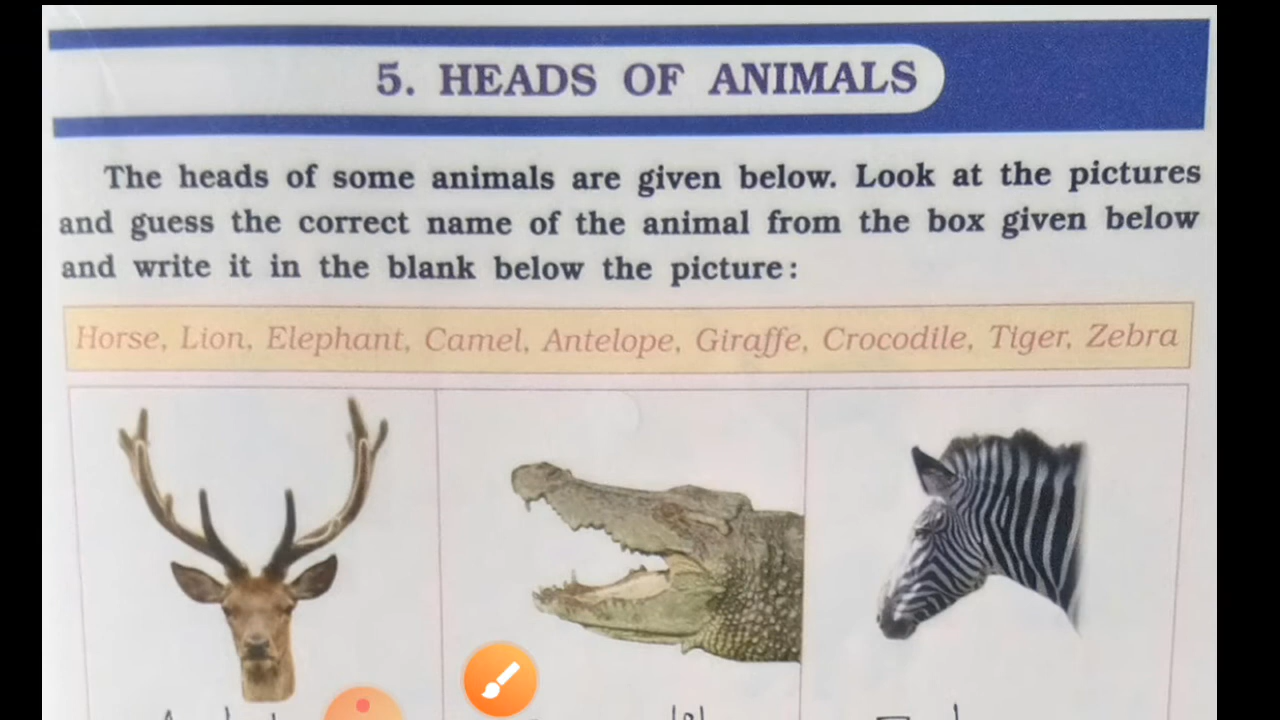 5. HEADS OF ANIMALS
The heads of some animals are given below. Look at the pictures
and guess the correct name of the animal from the box given below
and write it in the blank below the picture:
Horse, Lion, Elephant, Camel, Antelope, Giraffe, Crocodile, Tiger, Zebra